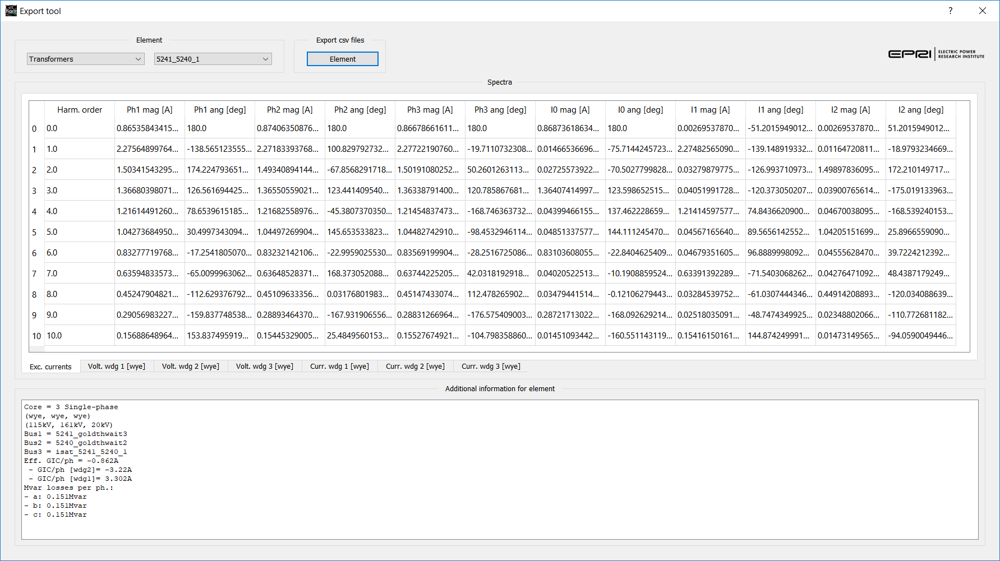 GIC
harm
Export tool
?
Element
Export csv files
Transformers
5241_5240_1
Element
EPRI
ELECTRIC POWER
RESEARCH INSTITUTE
Spectra
Harm. order Ph1 mag [A] Ph1 ang [deg] Ph2 mag [A] Ph2 ang [deg] Ph3 mag [A] Ph3 ang [deg] I0 mag [A] I0 ang [deg] I1 mag [A] I1 ang [deg] I2 mag [A] I2 ang [deg]
0 0.0 0.86535843415... 180.0 0.87406350876... 180.0 0.86678661611... 180.0 0.86873618634... 180.0 0.00269537870... -51.2015949012... 0.00269537870... 51.2015949012...
1 1.0 2.27564899764... -138.565123555... 2.27183393768... 100.829792732... 2.27722190760... -19.7110732308... 0.01466536696... -75.7144245723... 2.27482565090... -139.148919332... 0.01164720811... -18.9793234669...
2 2.0 1.50341543295... 174.224793651... 1.49340894144... -67.8568291718... 1.50191080252... 50.2601263113... 0.02725573922... -70.5027799828... 0.03279879775... -126.993710973... 1.49897836095... 172.210149717...
3 3.0 1.36680398071... 126.561694425... 1.36550559021... 123.441409540... 1.36338791400... 120.785867681... 1.36407414997... 123.598652515... 0.04051991728... -120.373050207... 0.03900765614... -175.019133963...
4 4.0 1.21614491260... 78.6539615185... 1.21682558976... -45.3807370350... 1.21454837473... -168.746363732... 0.04399466155... 137.462228659... 1.21414597577... 74.8436620900... 0.04670038095... -168.539240153...
5 5.0 1.04273684950... 30.4997343094... 1.04497269904... 145.653533823... 1.04482742910... -98.4532946114... 0.04851337577... 144.111245470... 0.04567165640... 89.5656142552... 1.04205151699... 25.8966559090...
6 6.0 0.83277719768... -17.2541805070... 0.83232142106... -22.9959025530... 0.83569199904... -28.2516725086... 0.83103608055... -22.8404625409... 0.04679351605... 96.8889998092... 0.04555628470... 39.7224212392...
7 7.0 0.63594833573... -65.0099963062... 0.63648528371... 168.373052088... 0.63744225205... 42.0318192918... 0.04020522513... -10.1908859524... 0.63391392289... -71.5403068262... 0.04276471092... 48.4387179249...
8 8.0 0.45247904821... -112.629376792... 0.45109633356... 0.03176801983... 0.45147433074... 112.478265902... 0.03479441514... -0.12106279443... 0.03284539752... -61.0307444346... 0.44914208893... -120.034088639...
9 9.0 0.29056983227... -159.837748538... 0.28893464370... -167.931906556... 0.28831266964... -176.575409003... 0.28721713022... -168.092629214... 0.02518035091... -48.7474349925... 0.02348802066... -110.772681182...
10 10.0 0.15688648964... 153.837495919... 0.15445329005... 25.4849560153... 0.15527674921... -104.798358860... 0.01451093442... -160.551143119... 0.15416150161... 144.874249991... 0.01473149565... -94.0590049446...
Exc. currents Volt. wdg 1 [wye] Volt. wdg 2 [wye] Volt. wdg 3 [wye] Curr. wdg 1 [wye] Curr. wdg 2 [wye] Curr. wdg 3 [wye]
Additional information for element
Core = 3 Single-phase
(wye, wye, wye)
(115kV, 161kV, 20kV)
Bus1 = 5241_goldthwait3
Bus2 = 5240_goldthwait2
Bus3 = isat_5241_5240_1
Eff. GIC/ph = -0.862A
- GIC/ph [wdg2]= -3.22A
- GIC/ph [wdg1]= 3.302A
Mvar losses per ph.:
- a: 0.151Mvar
- b: 0.151Mvar
- c: 0.151Mvar